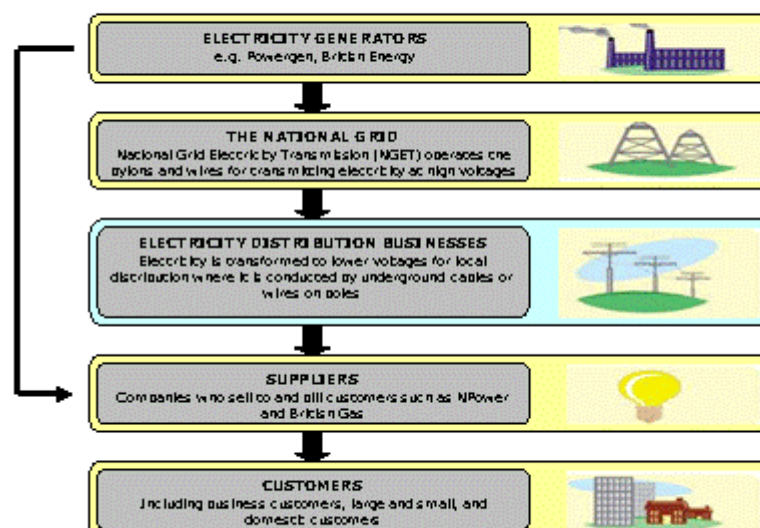 ELECTRICITY GENERATORS
e.g. Powergen, British Energy
THE NATIONAL GRID
National Grid Electricity Transmission (NGET) operates the
pylons and wires for transmitting electricity at high voltages
ELECTRICITY DISTRIBUTION BUSINESSES
Electricity is transformed to lower voltages for local
distribution where it is conducted by underground cables or
wires on poles
SUPPLIERS
Companies who sell to and bill customers such as NPower
and British Gas
CUSTOMERS
Including business customers, large and small, and
domestic customers